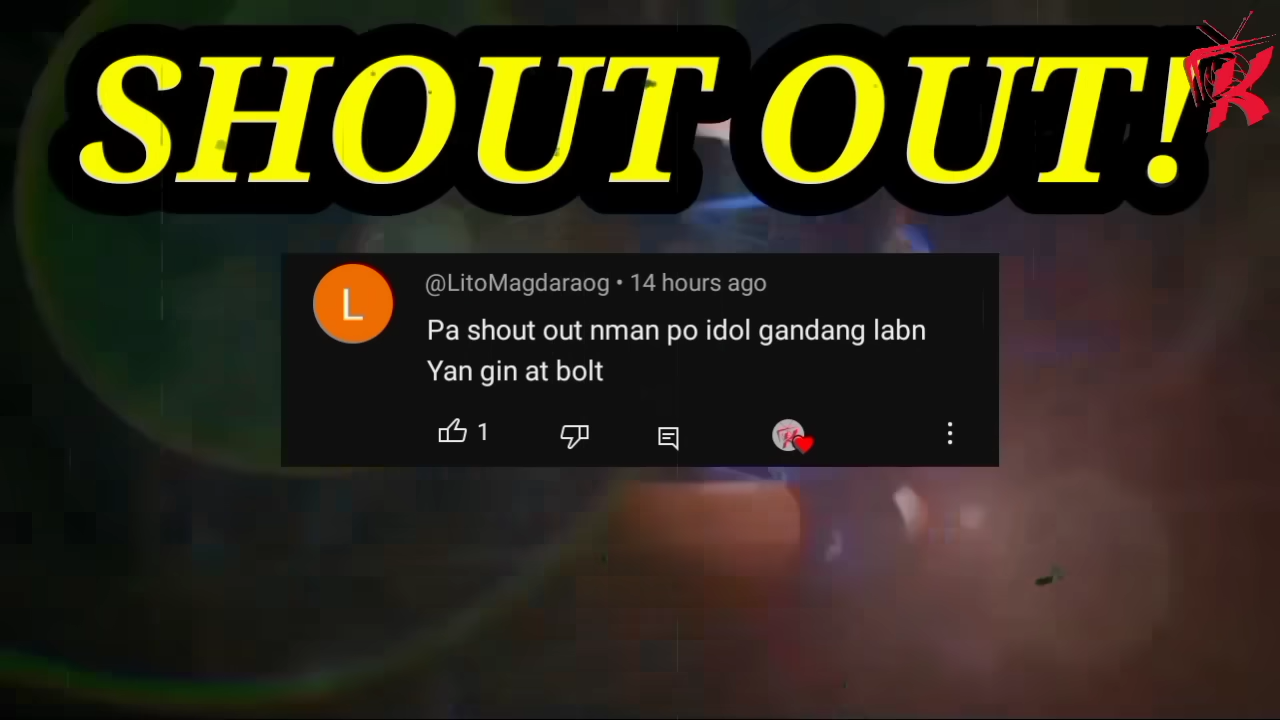 SHOUT OUT!
@LitoMagdaraog • 14 hours ago
L
Pa shout out nman po idol gandang labn
Yan gin at bolt
1